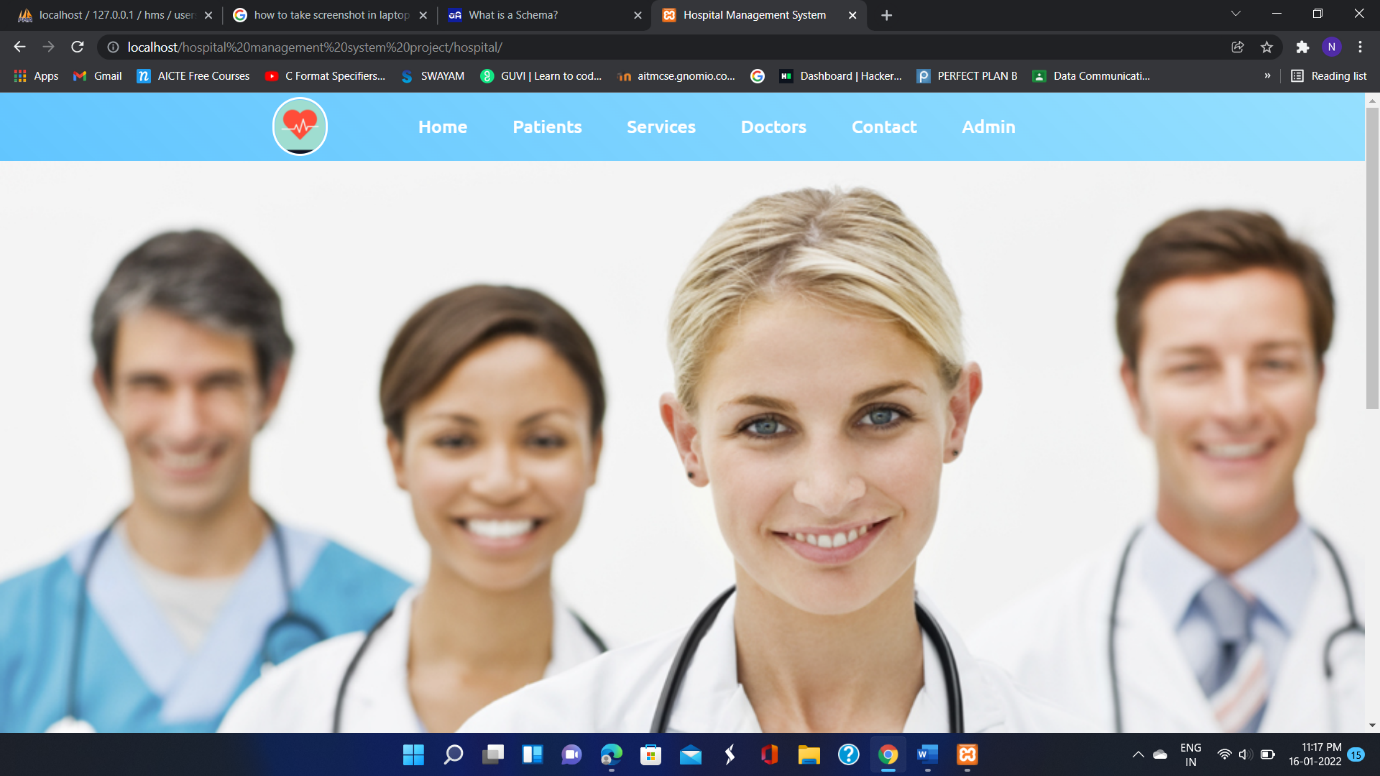 localhost / 127.0.0.1 / hms / user
how to take screenshot in laptop
What is a Schema?
Hospital Management System
localhost/hospital%20management%20system%20project/hospital/
N
Apps
Gmail
AICTE Free Courses
C Format Specifiers...
SWAYAM
GUVI | Learn to cod...
aitmcse.gnomio.co...
Dashboard | Hacker...
PERFECT PLAN B
Data Communicati...
»
Reading list
Home Patients Services Doctors Contact Admin
ENG
IN
11:17 PM
16-01-2022
15